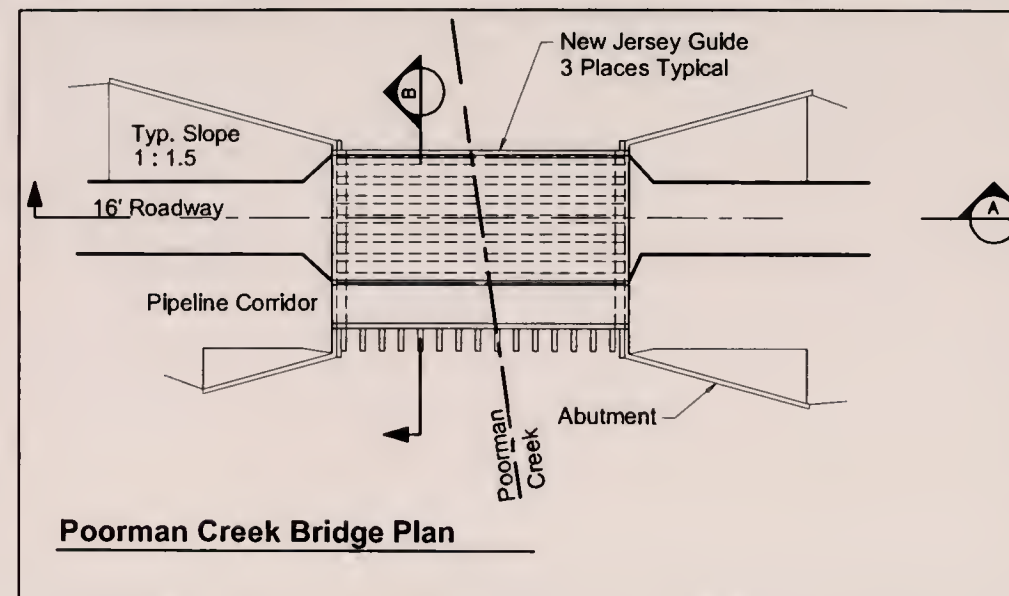 New Jersey Guide
3 Places Typical
B
Typ. Slope
1 : 1.5
16' Roadway
A
Pipeline Corridor
Abutment
Poorman
Creek
Poorman Creek Bridge Plan